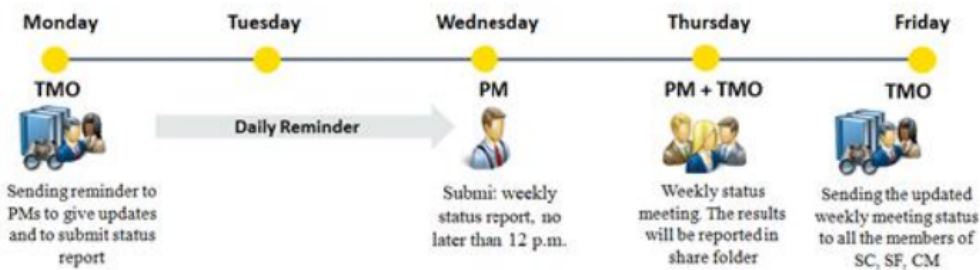 Monday
Tuesday
Wednesday
Thursday
Friday
TMO
PM
PM + TMO
TMO
Daily Reminder
Sending reminder to
PMs to give updates
and to submit status
report
Submi: weekly
status report, no
later than 12 p.m.
Weekly status
meeting. The results
will be reported in
share folder
Sending the updated
weekly meeting status
to all the members of
SC, SF, CM